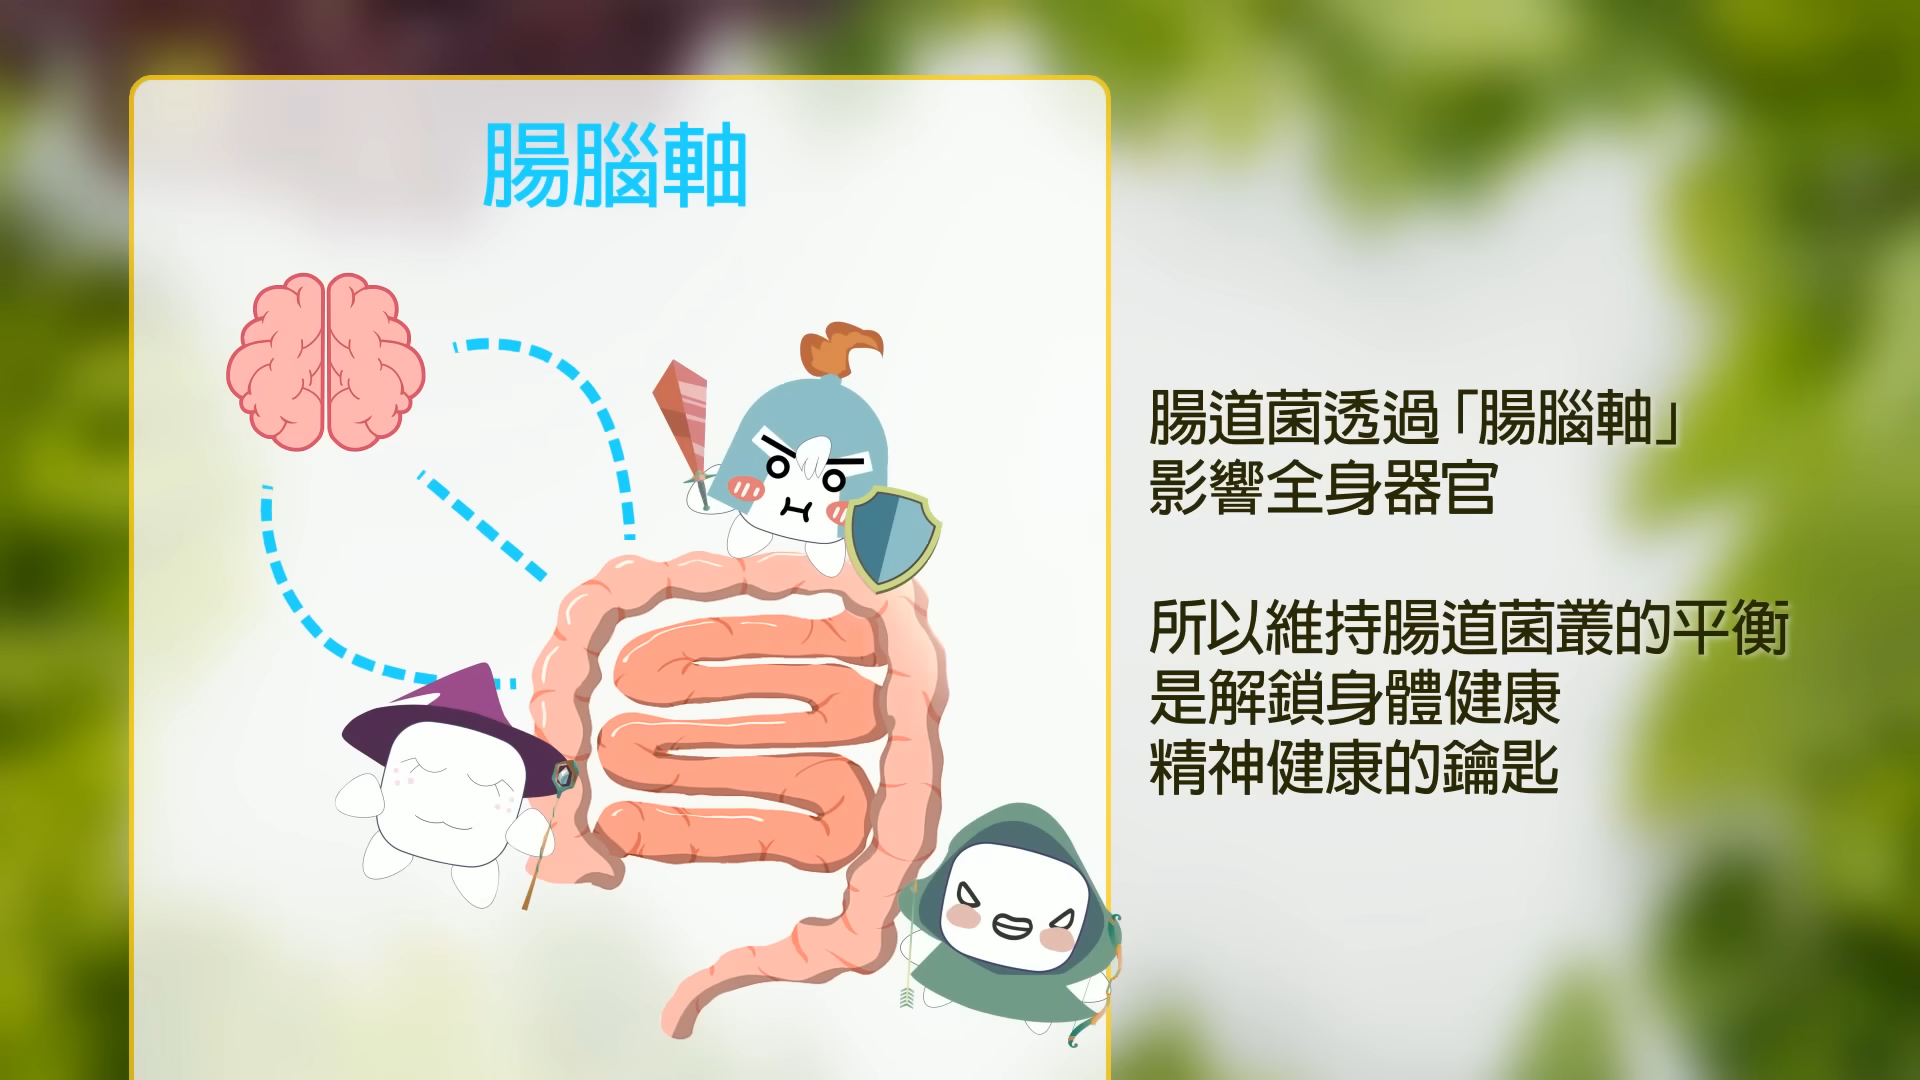 腸腦軸
腸道菌透過「腸腦軸」
影響全身器官
所以維持腸道菌叢的平衡
是解鎖身體健康
精神健康的鑰匙